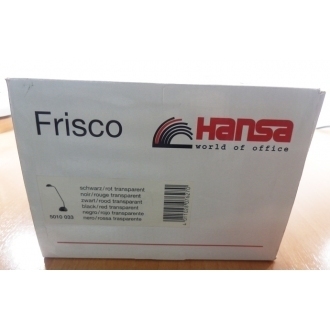 Frisco
Hansa
world of office
schwarz/rot transparent
noir/rouge transparent
zwart/rood transparant
black/red transparent
negro/rojo transparente
nero/rossa trasparente
5010 033